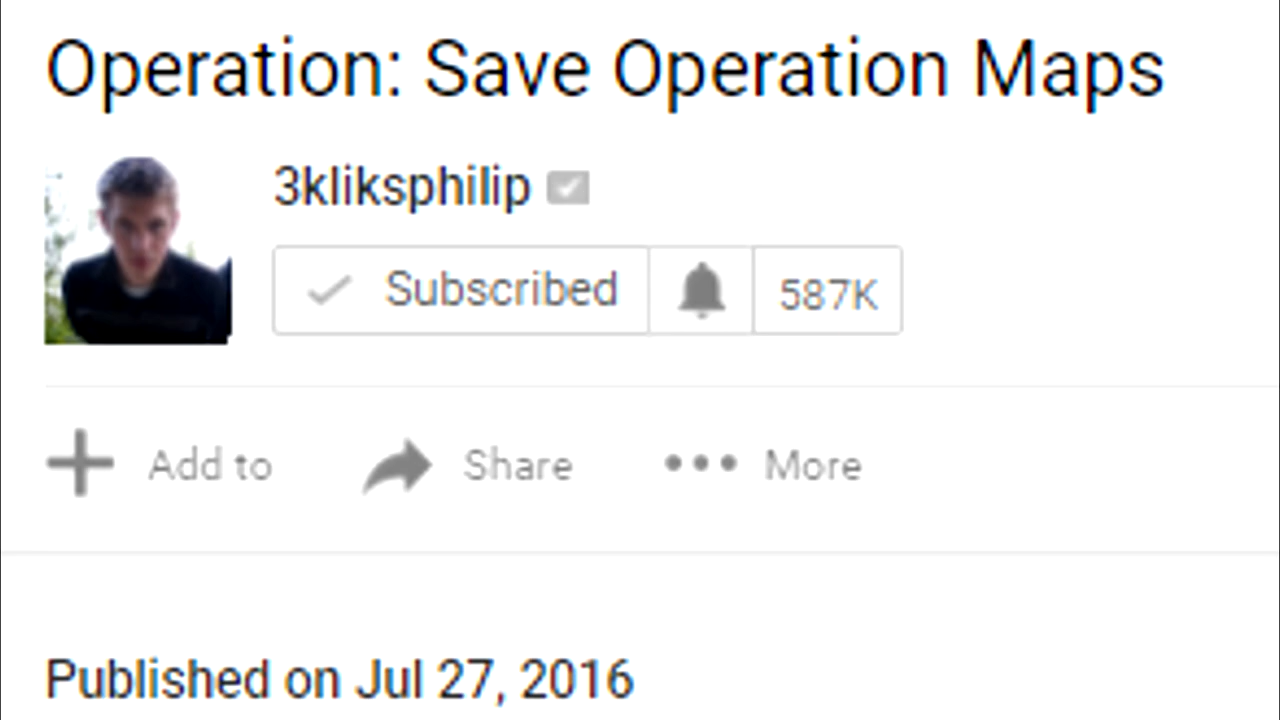 Operation: Save Operation Maps
3kliksphilip
Subscribed 587K
Add to Share More
Published on Jul 27, 2016